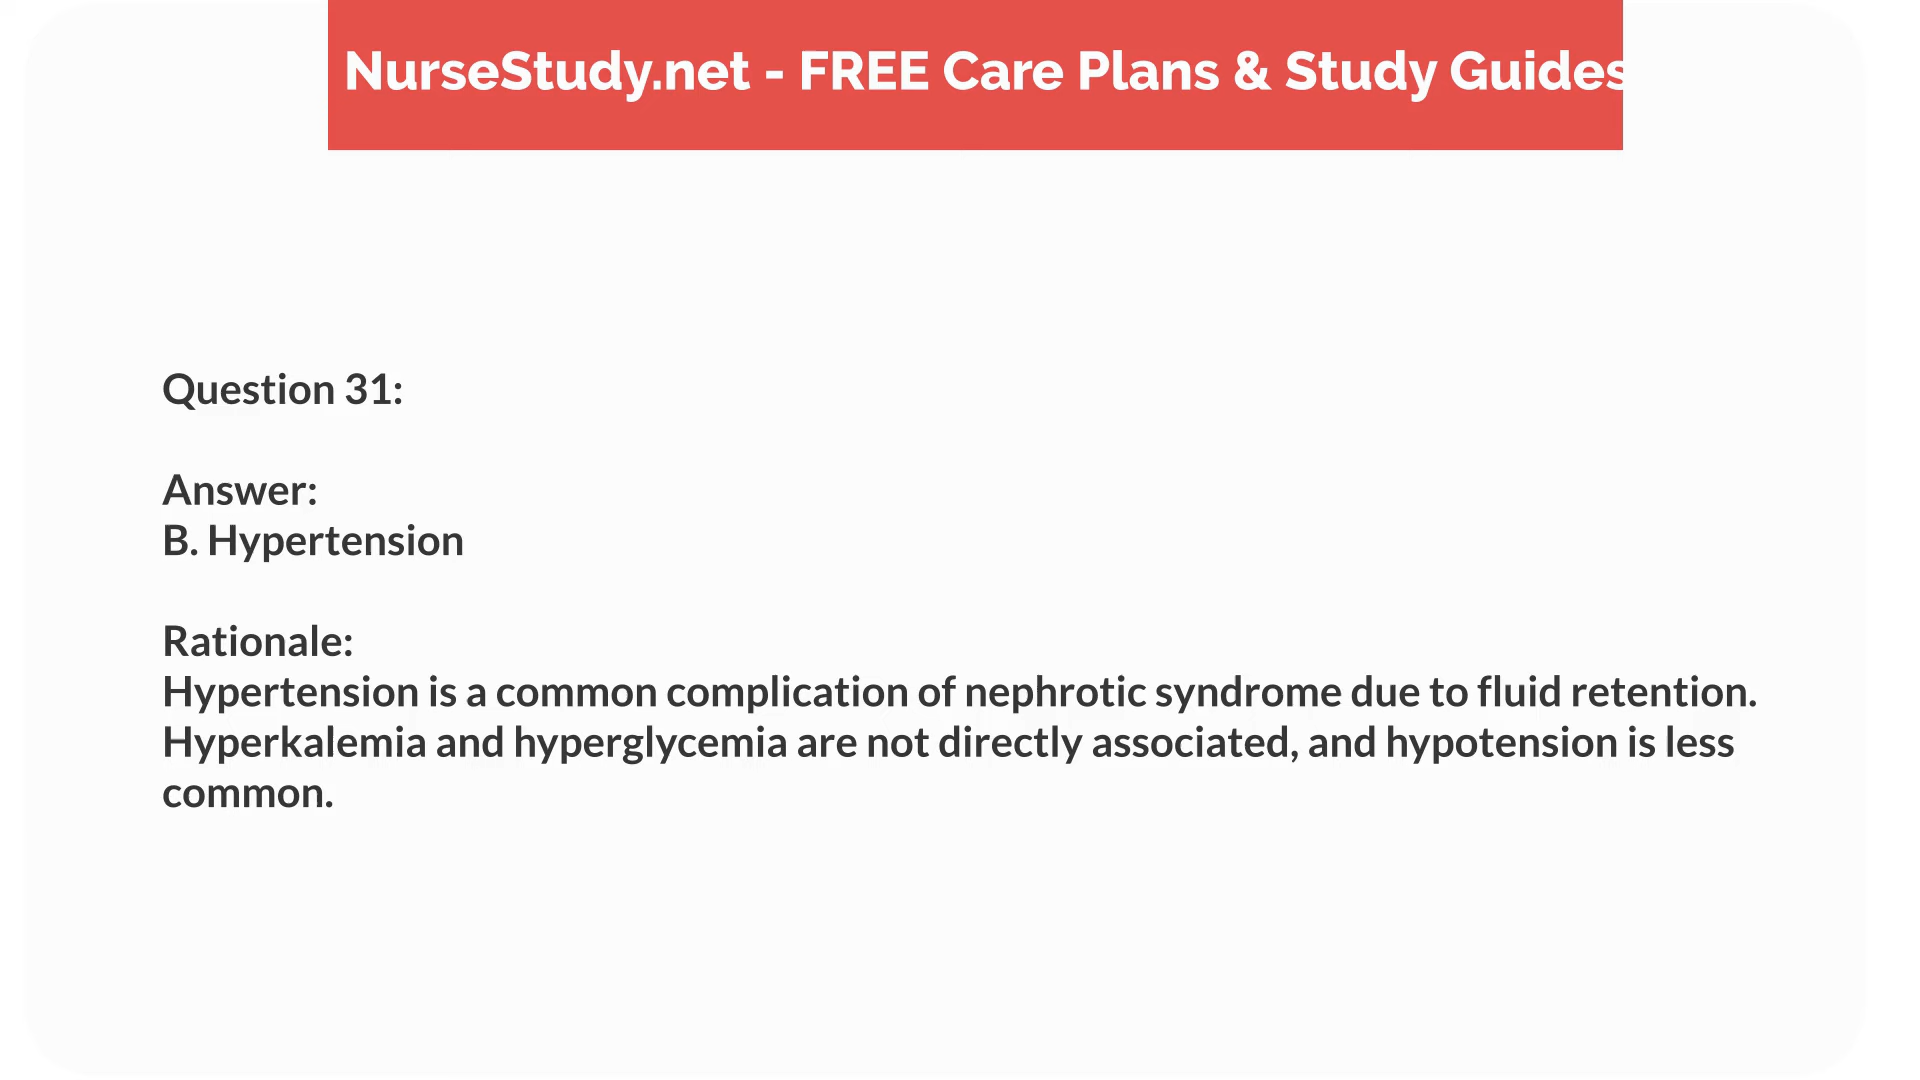 NurseStudy.net - FREE Care Plans & Study Guides
Question 31:
Answer:
B. Hypertension
Rationale:
Hypertension is a common complication of nephrotic syndrome due to fluid retention.
Hyperkalemia and hyperglycemia are not directly associated, and hypotension is less
common.